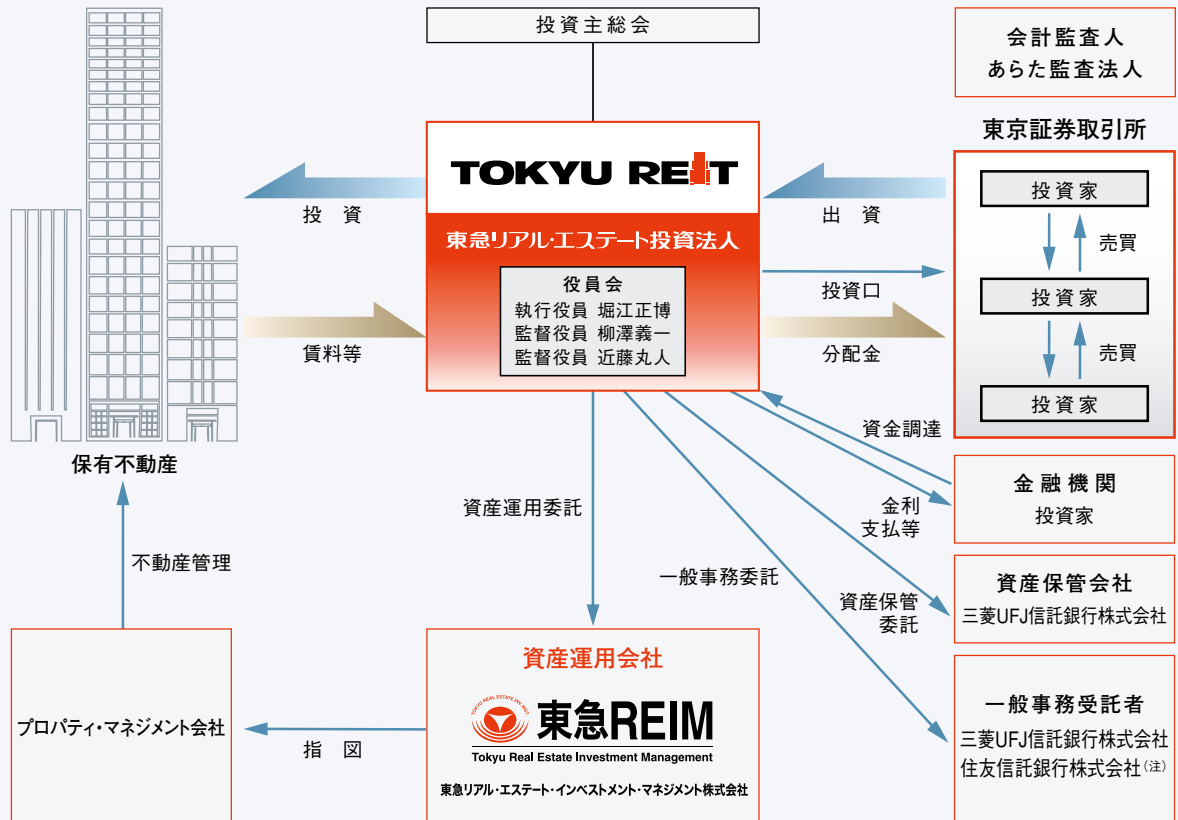 投資主総会
会計監査人
あらた監査法人
東京証券取引所
TOKYU REIT
東急リアル・エステート投資法人
役員会
執行役員 堀江正博
監督役員 柳澤義一
監督役員 近藤丸人
投資
賃料等
出資
投資口
分配金
投資家
売買
投資家
売買
投資家
保有不動産
資金調達
金利
支払等
金融機関
投資家
資産運用委託
一般事務委託
資産保管
委託
不動産管理
資産保管会社
三菱UFJ信託銀行株式会社
プロパティ・マネジメント会社
指図
資産運用会社
TOKYU REAL ESTATE INV. MGT.
東急REIM
Tokyu Real Estate Investment Management
東急リアル・エステート・インベストメント・マネジメント株式会社
一般事務受託者
三菱UFJ信託銀行株式会社
住友信託銀行株式会社(注)